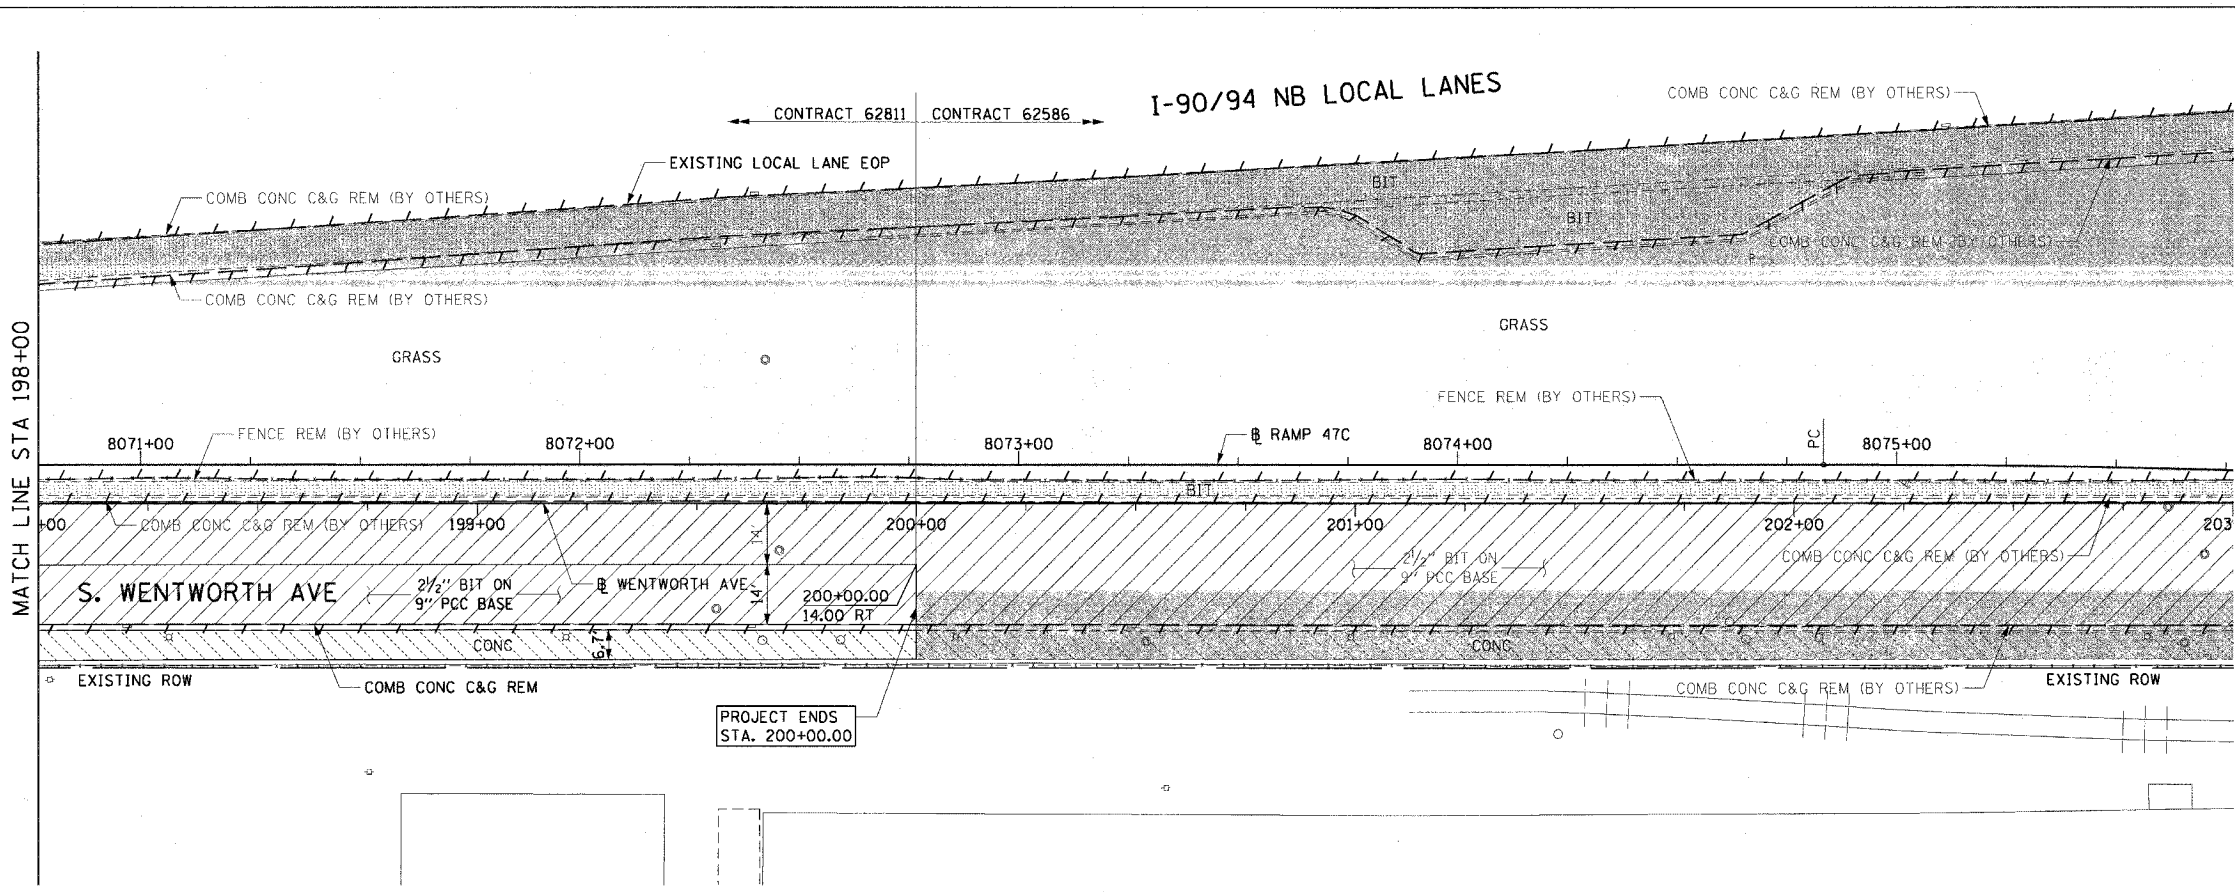 I-90/94 NB LOCAL LANES
COMB CONC C&G REM (BY OTHERS)
CONTRACT 62811
CONTRACT 62586
EXISTING LOCAL LANE EOP
COMB CONC C&G REM (BY OTHERS)
BIT
BIT
COMB CONC C&G REM (BY OTHERS)
COMB CONC C&G REM (BY OTHERS)
MATCH LINE STA 198+00
GRASS
GRASS
FENCE REM (BY OTHERS)
FENCE REM (BY OTHERS)
8071+00
8072+00
8073+00
℄ RAMP 47C
8074+00
PC
8075+00
BIT
+00
COMB CONC C&G REM (BY OTHERS)
199+00
200+00
201+00
202+00
203
14'
2½" BIT ON
9" PCC BASE
COMB CONC C&G REM (BY OTHERS)
S. WENTWORTH AVE
2½" BIT ON
9" PCC BASE
℄ WENTWORTH AVE
14'
200+00.00
14.00 RT
CONC
6.7'
CONC
EXISTING ROW
COMB CONC C&G REM
COMB CONC C&G REM (BY OTHERS)
EXISTING ROW
PROJECT ENDS
STA. 200+00.00